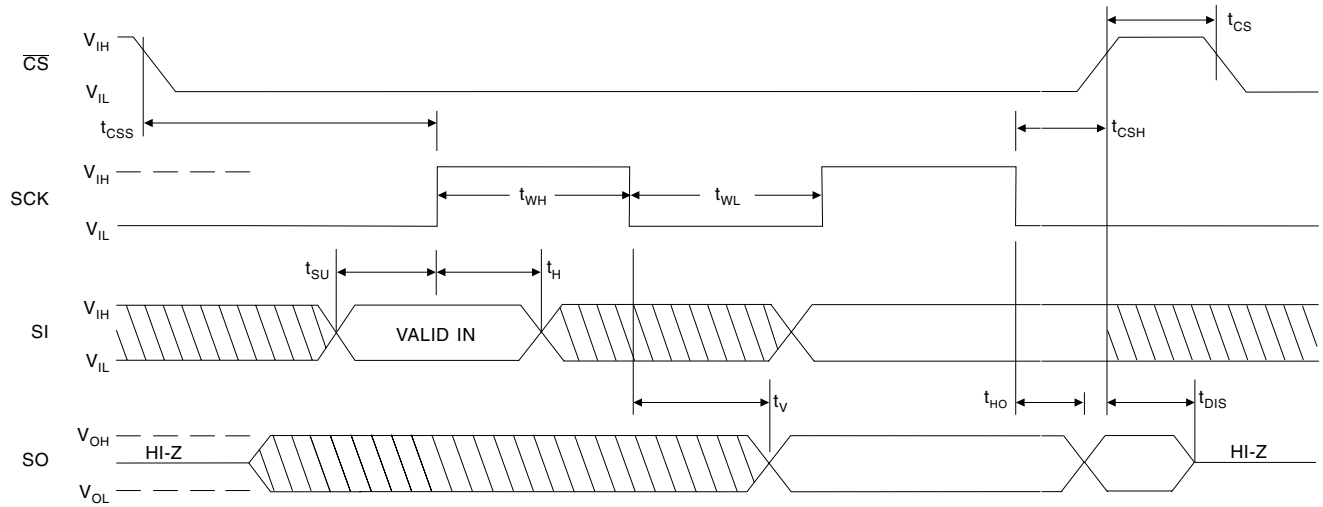 t_CS
V_IH
C̅S̅
V_IL
t_CSS
t_CSH
V_IH
SCK
t_WH
t_WL
V_IL
t_SU
t_H
V_IH
SI
VALID IN
V_IL
t_V
t_HO
t_DIS
V_OH
SO
HI-Z
HI-Z
V_OL